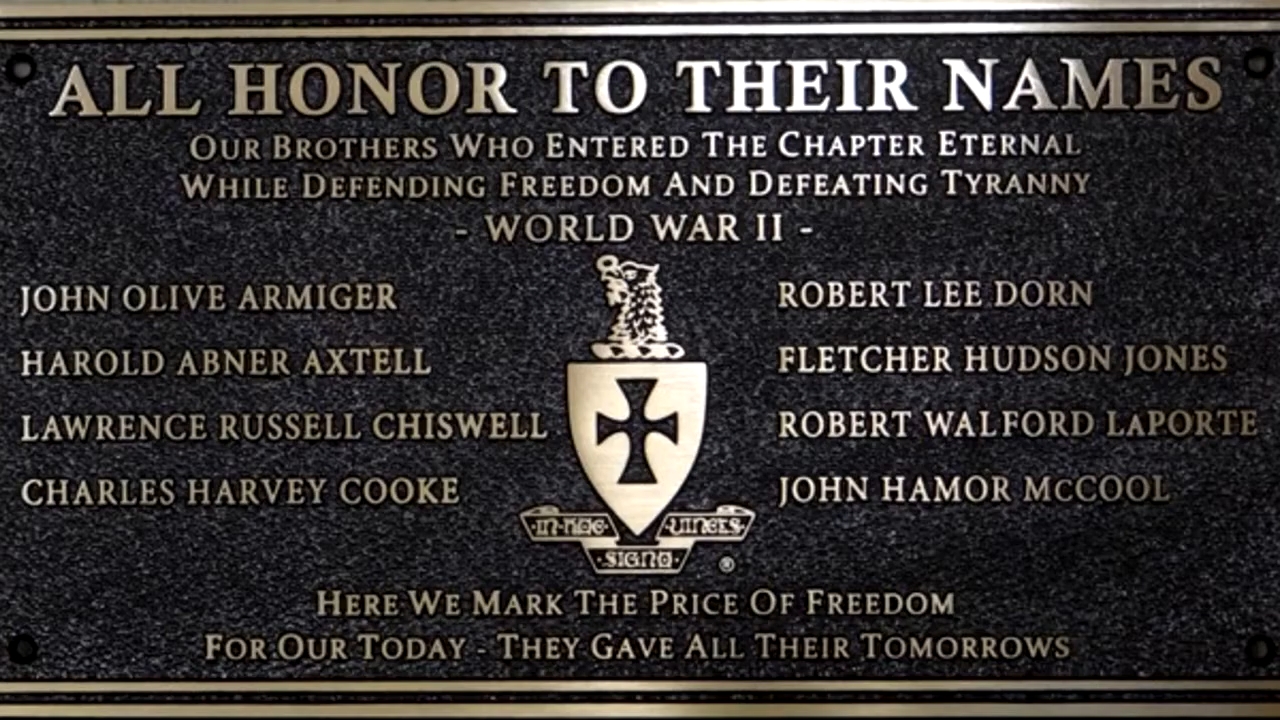 ALL HONOR TO THEIR NAMES
OUR BROTHERS WHO ENTERED THE CHAPTER ETERNAL
WHILE DEFENDING FREEDOM AND DEFEATING TYRANNY
- WORLD WAR II -
JOHN OLIVE ARMIGER
HAROLD ABNER AXTELL
LAWRENCE RUSSELL CHISWELL
CHARLES HARVEY COOKE
ROBERT LEE DORN
FLETCHER HUDSON JONES
ROBERT WALFORD LAPORTE
JOHN HAMOR McCOOL
·IN·HOC· ·VINCES·
·SIGNO· ®
HERE WE MARK THE PRICE OF FREEDOM
FOR OUR TODAY - THEY GAVE ALL THEIR TOMORROWS